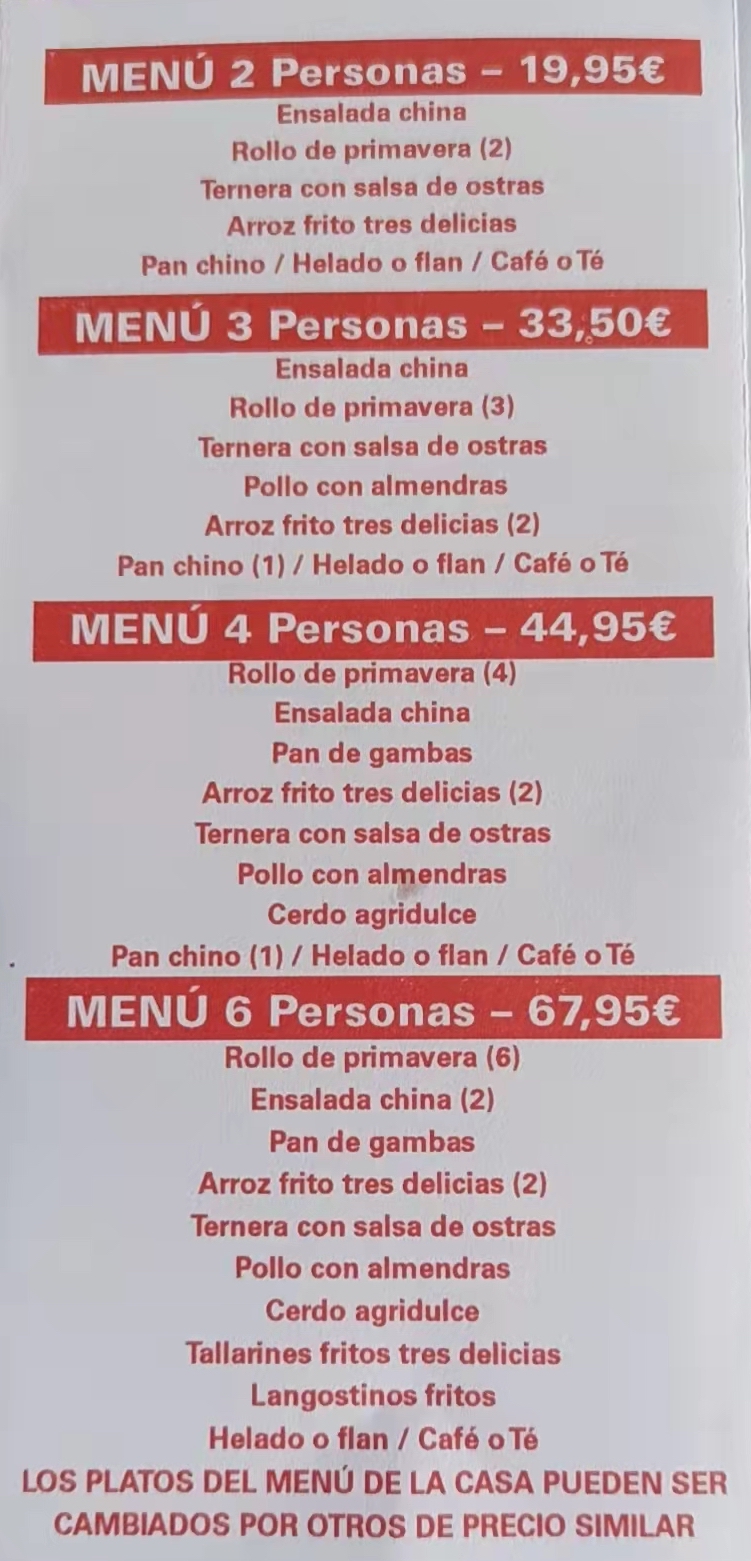 MENÚ 2 Personas – 19,95€
Ensalada china
Rollo de primavera (2)
Ternera con salsa de ostras
Arroz frito tres delicias
Pan chino / Helado o flan / Café o Té
MENÚ 3 Personas – 33,50€
Ensalada china
Rollo de primavera (3)
Ternera con salsa de ostras
Pollo con almendras
Arroz frito tres delicias (2)
Pan chino (1) / Helado o flan / Café o Té
MENÚ 4 Personas – 44,95€
Rollo de primavera (4)
Ensalada china
Pan de gambas
Arroz frito tres delicias (2)
Ternera con salsa de ostras
Pollo con almendras
Cerdo agridulce
Pan chino (1) / Helado o flan / Café o Té
MENÚ 6 Personas – 67,95€
Rollo de primavera (6)
Ensalada china (2)
Pan de gambas
Arroz frito tres delicias (2)
Ternera con salsa de ostras
Pollo con almendras
Cerdo agridulce
Tallarines fritos tres delicias
Langostinos fritos
Helado o flan / Café o Té
LOS PLATOS DEL MENÚ DE LA CASA PUEDEN SER
CAMBIADOS POR OTROS DE PRECIO SIMILAR